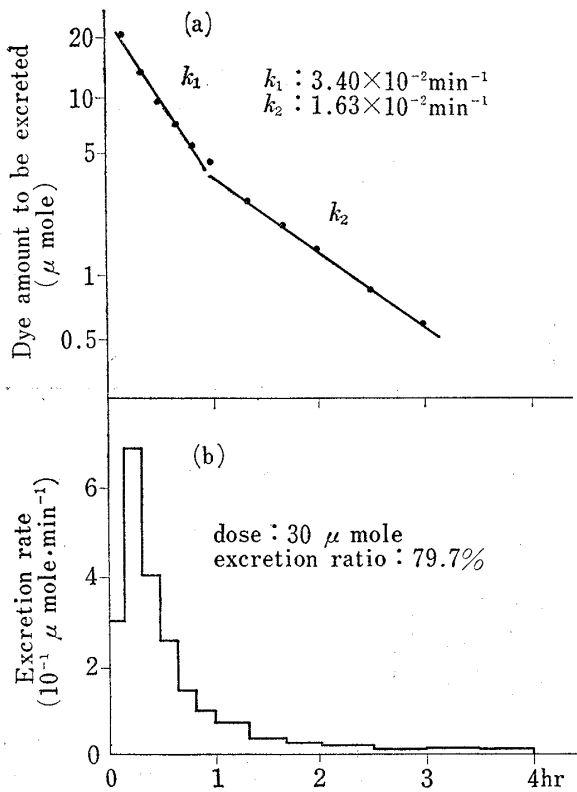 (a)
Dye amount to be excreted
(μ mole)
20
10
5
1
0.5
k₁
k₁ : 3.40×10⁻²min⁻¹
k₂ : 1.63×10⁻²min⁻¹
k₂
(b)
Excretion rate
(10⁻¹ μ mole·min⁻¹)
6
4
2
0
dose : 30 μ mole
excretion ratio : 79.7%
0 1 2 3 4hr